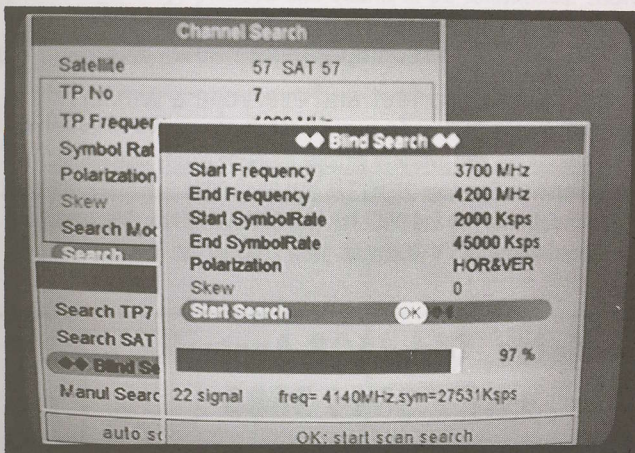 Channel Search
Satellite 57 SAT 57
TP No 7
TP Frequer
Symbol Rat
Polarization
Skew
Search Moc
Search
◆◆ Blind Search ◆◆
Start Frequency 3700 MHz
End Frequency 4200 MHz
Start SymbolRate 2000 Ksps
End SymbolRate 45000 Ksps
Polarization HOR&VER
Skew 0
Start Search OK
97 %
22 signal freq= 4140MHz,sym=27531Ksps
OK: start scan search
Search TP7
Search SAT
◆◆ Blind Se
Manul Searc
auto sc